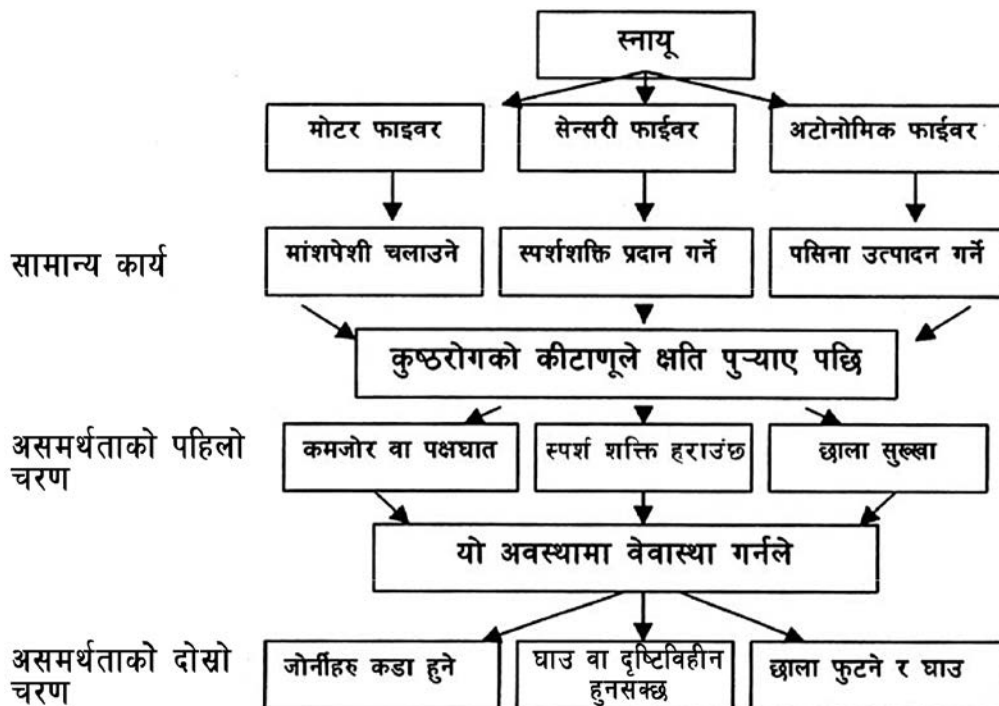 स्नायू
मोटर फाइवर
सेन्सरी फाईवर
अटोनोमिक फाईवर
सामान्य कार्य
मांशपेशी चलाउने
स्पर्शशक्ति प्रदान गर्ने
पसिना उत्पादन गर्ने
कुष्ठरोगको कीटाणूले क्षति पुर्‍याए पछि
असमर्थताको पहिलो
चरण
कमजोर वा पक्षघात
स्पर्श शक्ति हराउंछ
छाला सुख्खा
यो अवस्थामा वेवास्था गर्नले
असमर्थताको दोस्रो
चरण
जोर्नीहरु कडा हुने
घाउ वा दृष्टिविहीन
हुनसक्छ
छाला फुटने र घाउ